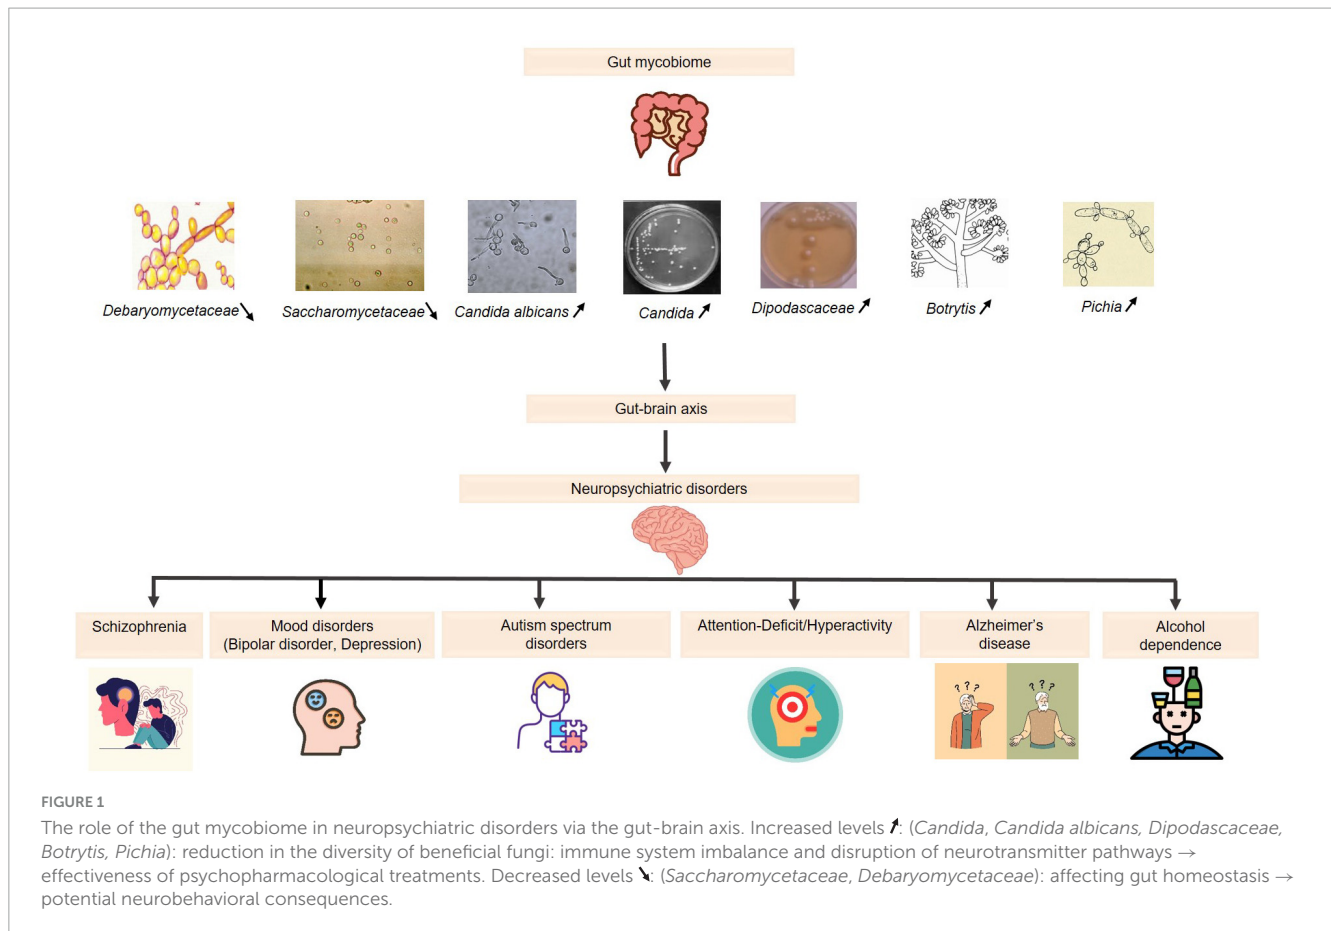 Gut mycobiome
Debaryomycetaceae ↘
Saccharomycetaceae ↘
Candida albicans ↗
Candida ↗
Dipodascaceae ↗
Botrytis ↗
Pichia ↗
Gut-brain axis
Neuropsychiatric disorders
Schizophrenia
Mood disorders
(Bipolar disorder, Depression)
Autism spectrum
disorders
Attention-Deficit/Hyperactivity
Alzheimer's
disease
Alcohol
dependence
? ? ?
? ? ?
FIGURE 1
The role of the gut mycobiome in neuropsychiatric disorders via the gut-brain axis. Increased levels ↗: (Candida, Candida albicans, Dipodascaceae,
Botrytis, Pichia): reduction in the diversity of beneficial fungi: immune system imbalance and disruption of neurotransmitter pathways →
effectiveness of psychopharmacological treatments. Decreased levels ↘: (Saccharomycetaceae, Debaryomycetaceae): affecting gut homeostasis →
potential neurobehavioral consequences.